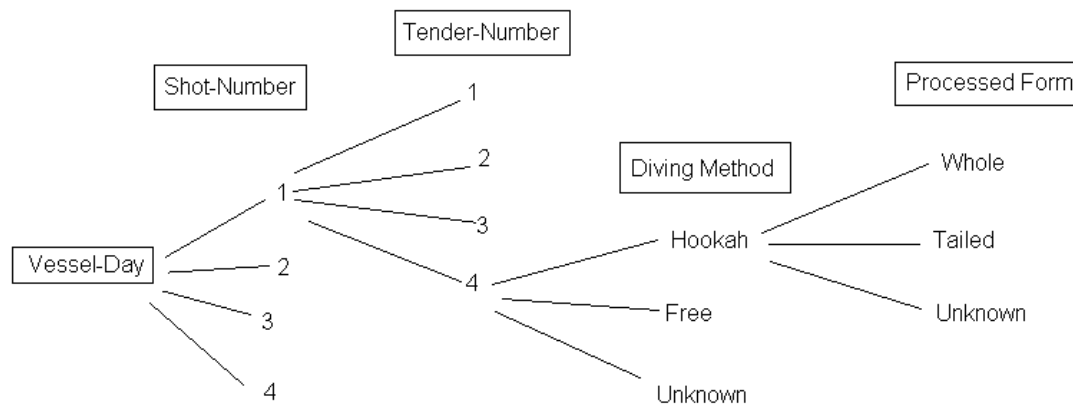 Tender-Number
Shot-Number
Processed Form
1
2
Diving Method
Whole
1
3
Hookah
Tailed
Vessel-Day
2
4
3
Free
Unknown
4
Unknown